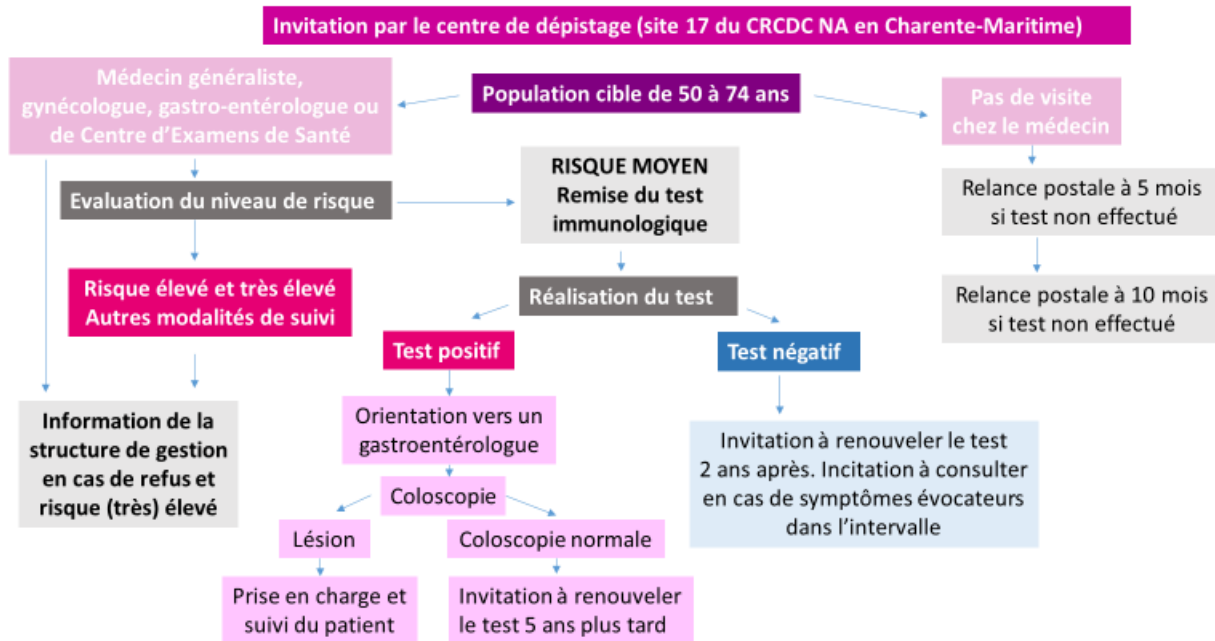 Invitation par le centre de dépistage (site 17 du CRCDC NA en Charente-Maritime)
Médecin généraliste,
gynécologue, gastro-entérologue ou
de Centre d’Examens de Santé
Population cible de 50 à 74 ans
Pas de visite
chez le médecin
Evaluation du niveau de risque
RISQUE MOYEN
Remise du test
immunologique
Relance postale à 5 mois
si test non effectué
Risque élevé et très élevé
Autres modalités de suivi
Réalisation du test
Relance postale à 10 mois
si test non effectué
Test positif
Test négatif
Information de la
structure de gestion
en cas de refus et
risque (très) élevé
Orientation vers un
gastroentérologue
Invitation à renouveler le test
2 ans après. Incitation à consulter
en cas de symptômes évocateurs
dans l’intervalle
Coloscopie
Lésion
Coloscopie normale
Prise en charge et
suivi du patient
Invitation à renouveler
le test 5 ans plus tard